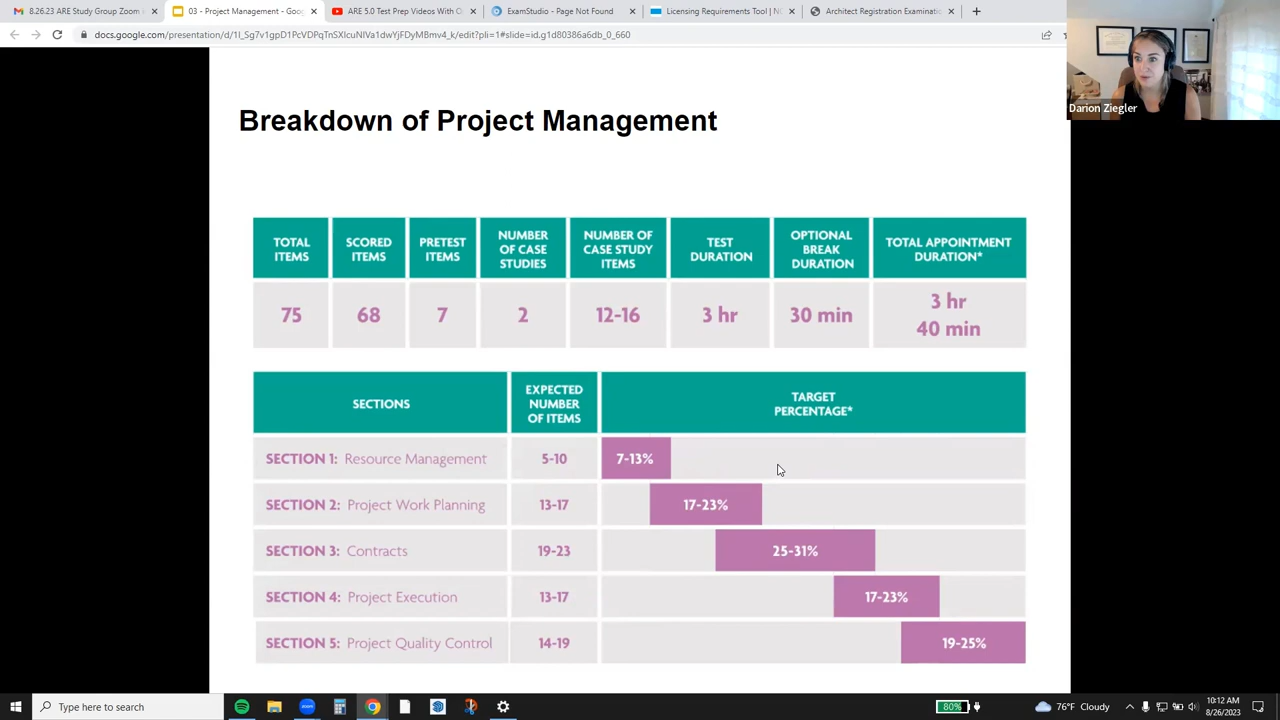 8.26.23 ARE Study Group Zoom
03 - Project Management - Goog
ARE 5.0 Test Prep Videos With
ExamStudio - Page Not Found
Licensing Requirements Tool | N
Architect Registration Examinati
docs.google.com/presentation/d/1I_Sg7v1gpD1PcVDPqTnSXIcuNIVa1dwYjFDyMBmv4_k/edit?pli=1#slide=id.g1d80386a6db_0_660
Darion Ziegler
Breakdown of Project Management
TOTAL
ITEMS
SCORED
ITEMS
PRETEST
ITEMS
NUMBER
OF CASE
STUDIES
NUMBER OF
CASE STUDY
ITEMS
TEST
DURATION
OPTIONAL
BREAK
DURATION
TOTAL APPOINTMENT
DURATION*
75
68
7
2
12-16
3 hr
30 min
3 hr
40 min
SECTIONS
EXPECTED
NUMBER
OF ITEMS
TARGET
PERCENTAGE*
SECTION 1: Resource Management 5-10 7-13%
SECTION 2: Project Work Planning 13-17 17-23%
SECTION 3: Contracts 19-23 25-31%
SECTION 4: Project Execution 13-17 17-23%
SECTION 5: Project Quality Control 14-19 19-25%
Type here to search
80%
76°F Cloudy
10:12 AM
8/26/2023